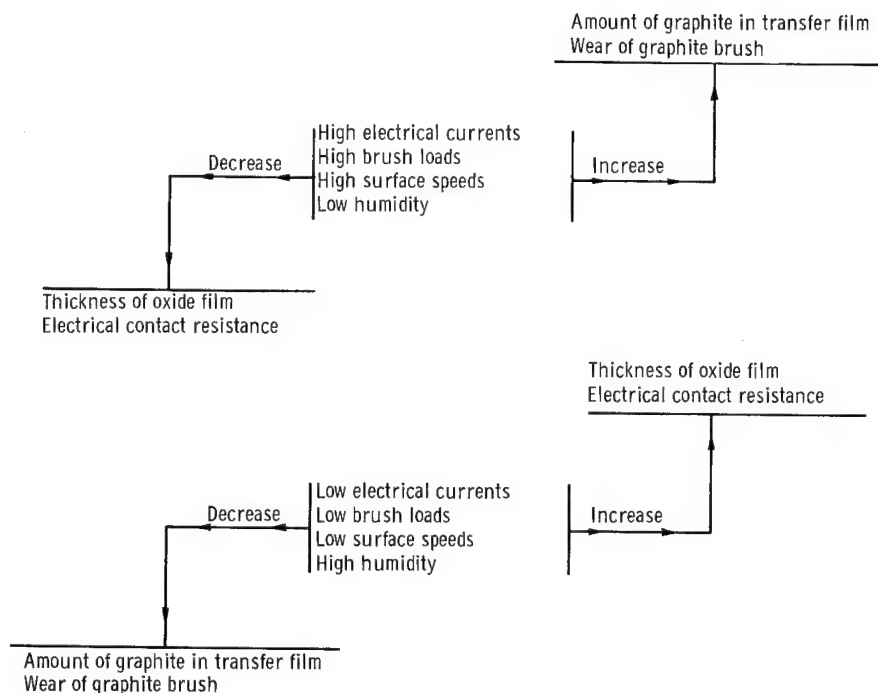 Amount of graphite in transfer film
Wear of graphite brush
High electrical currents
High brush loads
High surface speeds
Low humidity
Decrease
Increase
Thickness of oxide film
Electrical contact resistance
Thickness of oxide film
Electrical contact resistance
Low electrical currents
Low brush loads
Low surface speeds
High humidity
Decrease
Increase
Amount of graphite in transfer film
Wear of graphite brush